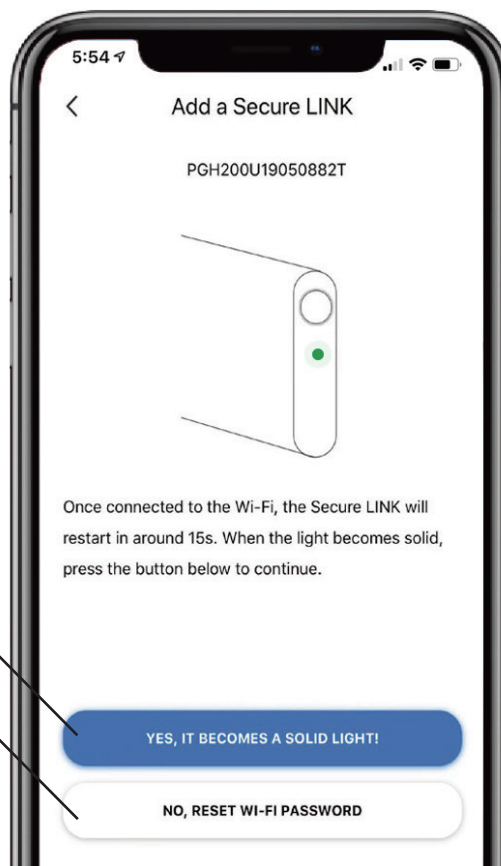 5:54
Add a Secure LINK
PGH200U19050882T
Once connected to the Wi-Fi, the Secure LINK will
restart in around 15s. When the light becomes solid,
press the button below to continue.
YES, IT BECOMES A SOLID LIGHT!
NO, RESET WI-FI PASSWORD